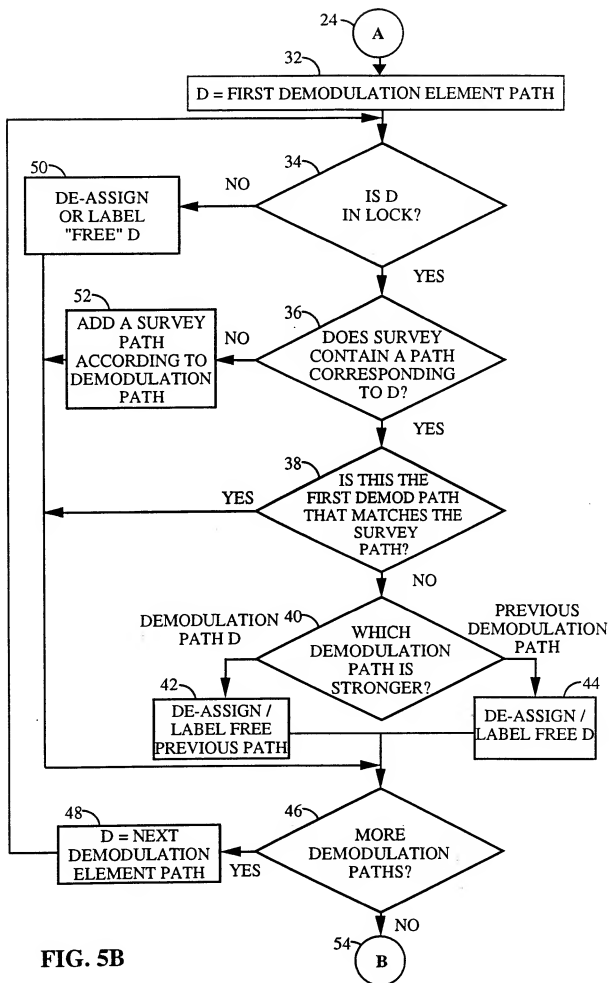 24
A
32
D = FIRST DEMODULATION ELEMENT PATH
34
IS D
IN LOCK?
NO
50
DE-ASSIGN
OR LABEL
"FREE" D
YES
36
DOES SURVEY
CONTAIN A PATH
CORRESPONDING
TO D?
NO
52
ADD A SURVEY
PATH
ACCORDING TO
DEMODULATION
PATH
YES
38
IS THIS THE
FIRST DEMOD PATH
THAT MATCHES THE
SURVEY
PATH?
YES
NO
40
WHICH
DEMODULATION
PATH IS
STRONGER?
DEMODULATION
PATH D
PREVIOUS
DEMODULATION
PATH
42
DE-ASSIGN /
LABEL FREE
PREVIOUS PATH
44
DE-ASSIGN /
LABEL FREE D
46
MORE
DEMODULATION
PATHS?
YES
48
D = NEXT
DEMODULATION
ELEMENT PATH
NO
54
B
FIG. 5B